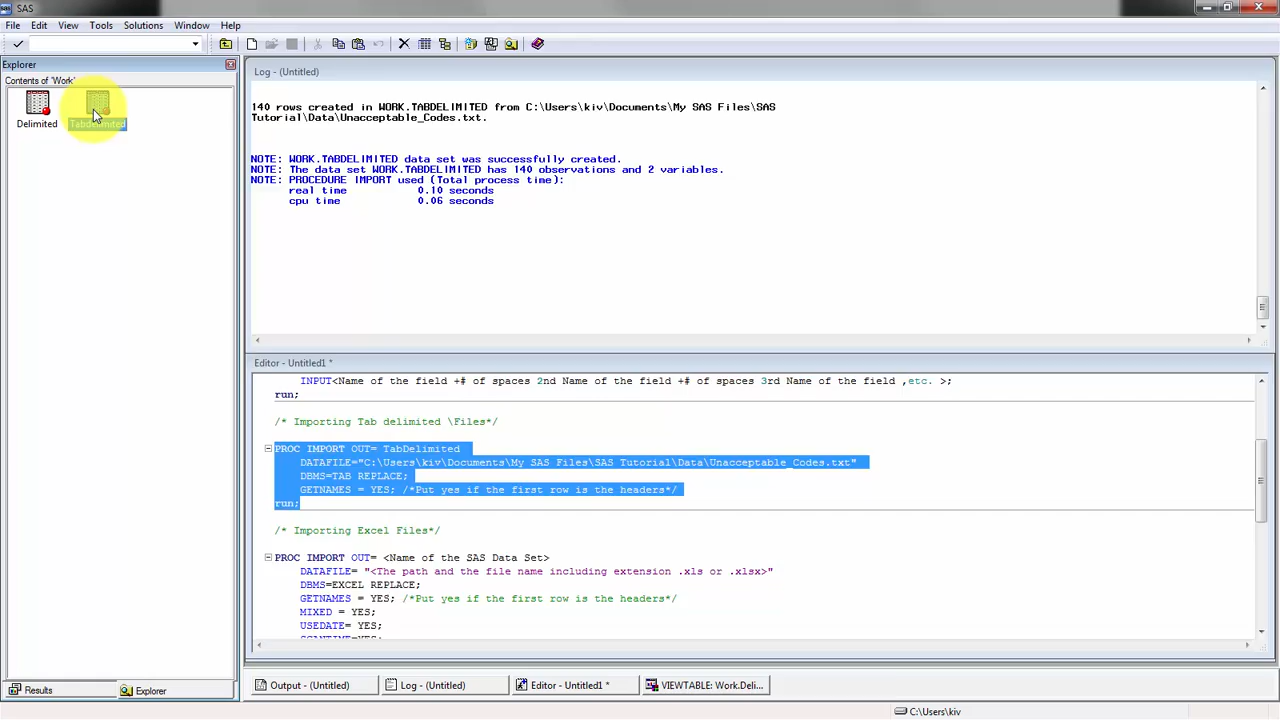 SAS
File Edit View Tools Solutions Window Help
Explorer
Contents of 'Work'
Delimited
Tabdelimited
Log - (Untitled)
140 rows created in WORK.TABDELIMITED from C:\Users\kiv\Documents\My SAS Files\SAS
Tutorial\Data\Unacceptable_Codes.txt.
NOTE: WORK.TABDELIMITED data set was successfully created.
NOTE: The data set WORK.TABDELIMITED has 140 observations and 2 variables.
NOTE: PROCEDURE IMPORT used (Total process time):
real time 0.10 seconds
cpu time 0.06 seconds
Editor - Untitled1 *
INPUT<Name of the field +# of spaces 2nd Name of the field +# of spaces 3rd Name of the field ,etc. >;
run;
/* Importing Tab delimited \Files*/
PROC IMPORT OUT= TabDelimited
DATAFILE="C:\Users\kiv\Documents\My SAS Files\SAS Tutorial\Data\Unacceptable_Codes.txt"
DBMS=TAB REPLACE;
GETNAMES = YES; /*Put yes if the first row is the headers*/
run;
/* Importing Excel Files*/
PROC IMPORT OUT= <Name of the SAS Data Set>
DATAFILE= "<The path and the file name including extension .xls or .xlsx>"
DBMS=EXCEL REPLACE;
GETNAMES = YES; /*Put yes if the first row is the headers*/
MIXED = YES;
USEDATE= YES;
SCANTIME=YES;
Results
Explorer
Output - (Untitled)
Log - (Untitled)
Editor - Untitled1 *
VIEWTABLE: Work.Deli...
C:\Users\kiv